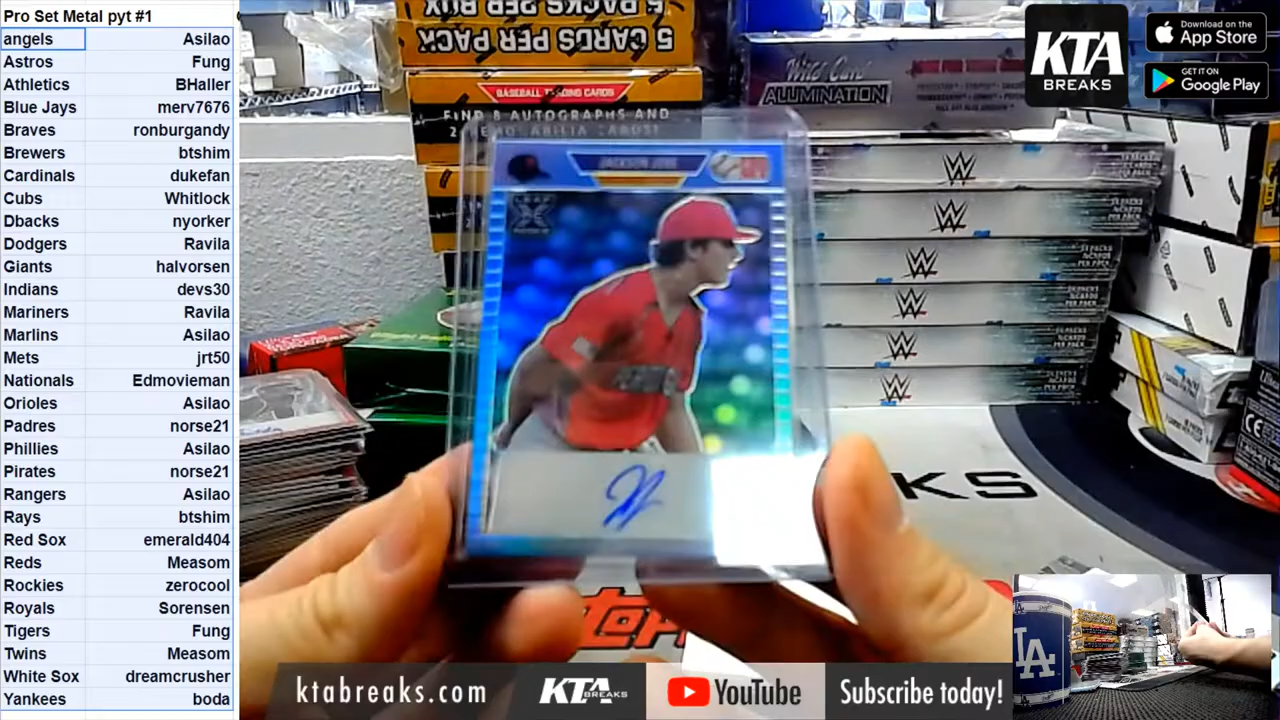 Pro Set Metal pyt #1
angels Asilao
Astros Fung
Athletics BHaller
Blue Jays merv7676
Braves ronburgandy
Brewers btshim
Cardinals dukefan
Cubs Whitlock
Dbacks nyorker
Dodgers Ravila
Giants halvorsen
Indians devs30
Mariners Ravila
Marlins Asilao
Mets jrt50
Nationals Edmovieman
Orioles Asilao
Padres norse21
Phillies Asilao
Pirates norse21
Rangers Asilao
Rays btshim
Red Sox emerald404
Reds Measom
Rockies zerocool
Royals Sorensen
Tigers Fung
Twins Measom
White Sox dreamcrusher
Yankees boda
5 CARDS PER PACK
BASEBALL TRADING CARDS
FIND 8 AUTOGRAPHS AND
Wild Card
ALUMINATION
KTA
BREAKS
Download on the
App Store
GET IT ON
Google Play
JACKSON JOBE
LEAF
X
W
W
W
W
W
W
KS
topps
LA
ktabreaks.com
KTA BREAKS
YouTube
Subscribe today!